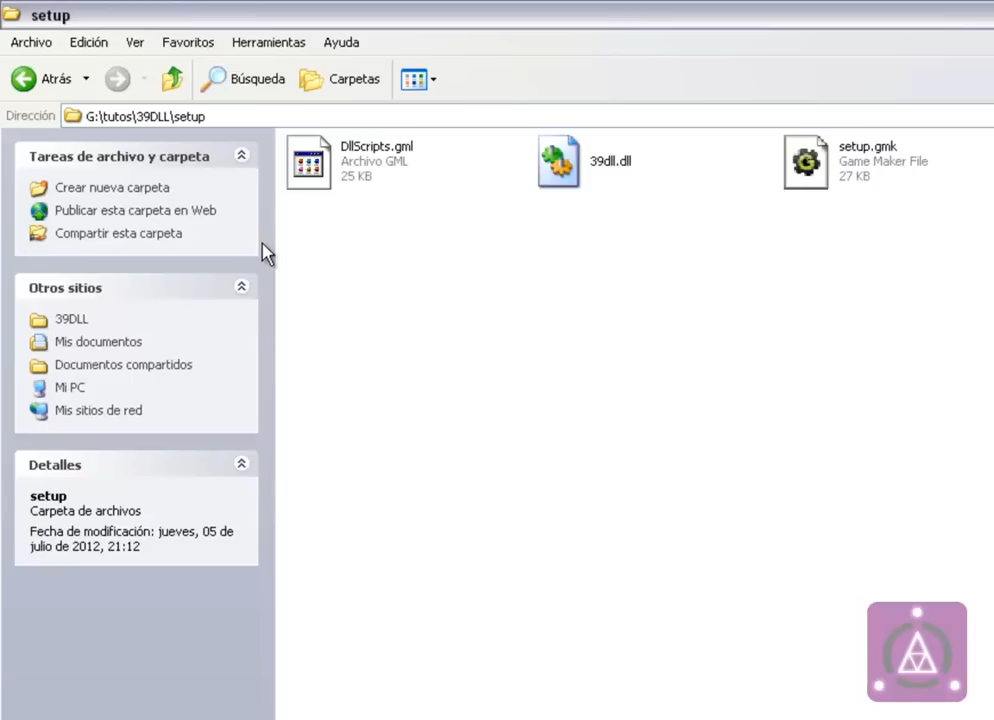 setup
Archivo Edición Ver Favoritos Herramientas Ayuda
Atrás Búsqueda Carpetas
Dirección G:\tutos\39DLL\setup
Tareas de archivo y carpeta
Crear nueva carpeta
Publicar esta carpeta en Web
Compartir esta carpeta
Otros sitios
39DLL
Mis documentos
Documentos compartidos
Mi PC
Mis sitios de red
Detalles
setup
Carpeta de archivos
Fecha de modificación: jueves, 05 de
julio de 2012, 21:12
DllScripts.gml
Archivo GML
25 KB
39dll.dll
setup.gmk
Game Maker File
27 KB